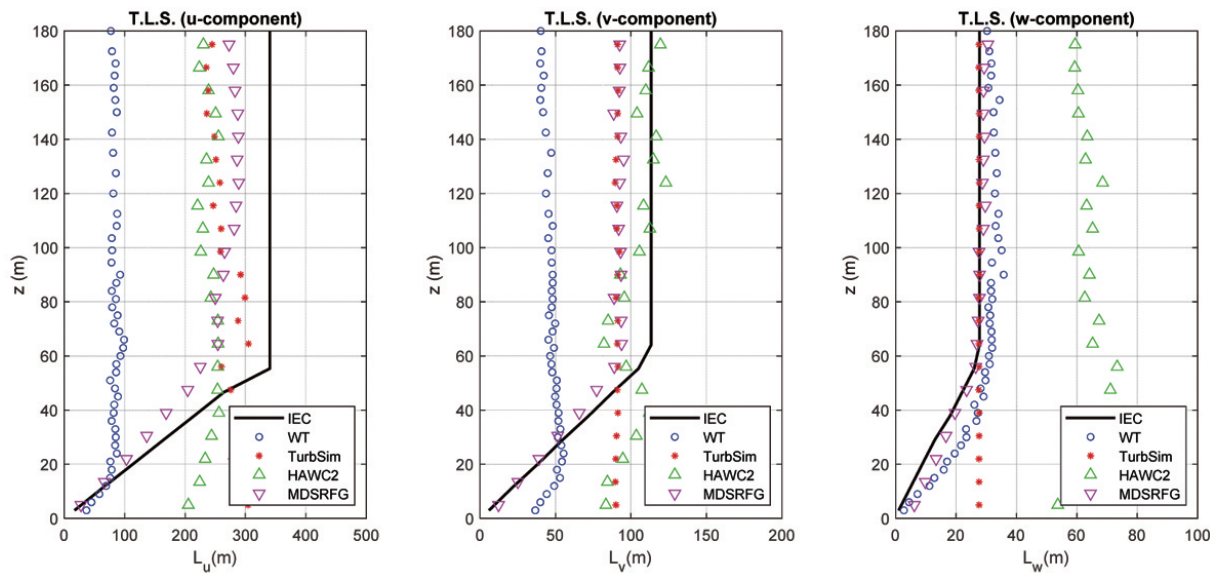 T.L.S. (u-component)
180
160
140
120
100
80
60
40
20
0
z (m)
0 100 200 300 400 500
L_u(m)
IEC
WT
TurbSim
HAWC2
MDSRFG
T.L.S. (v-component)
180
160
140
120
100
80
60
40
20
0
z (m)
0 50 100 150 200
L_v(m)
IEC
WT
TurbSim
HAWC2
MDSRFG
T.L.S. (w-component)
180
160
140
120
100
80
60
40
20
0
z (m)
0 20 40 60 80 100
L_w(m)
IEC
WT
TurbSim
HAWC2
MDSRFG